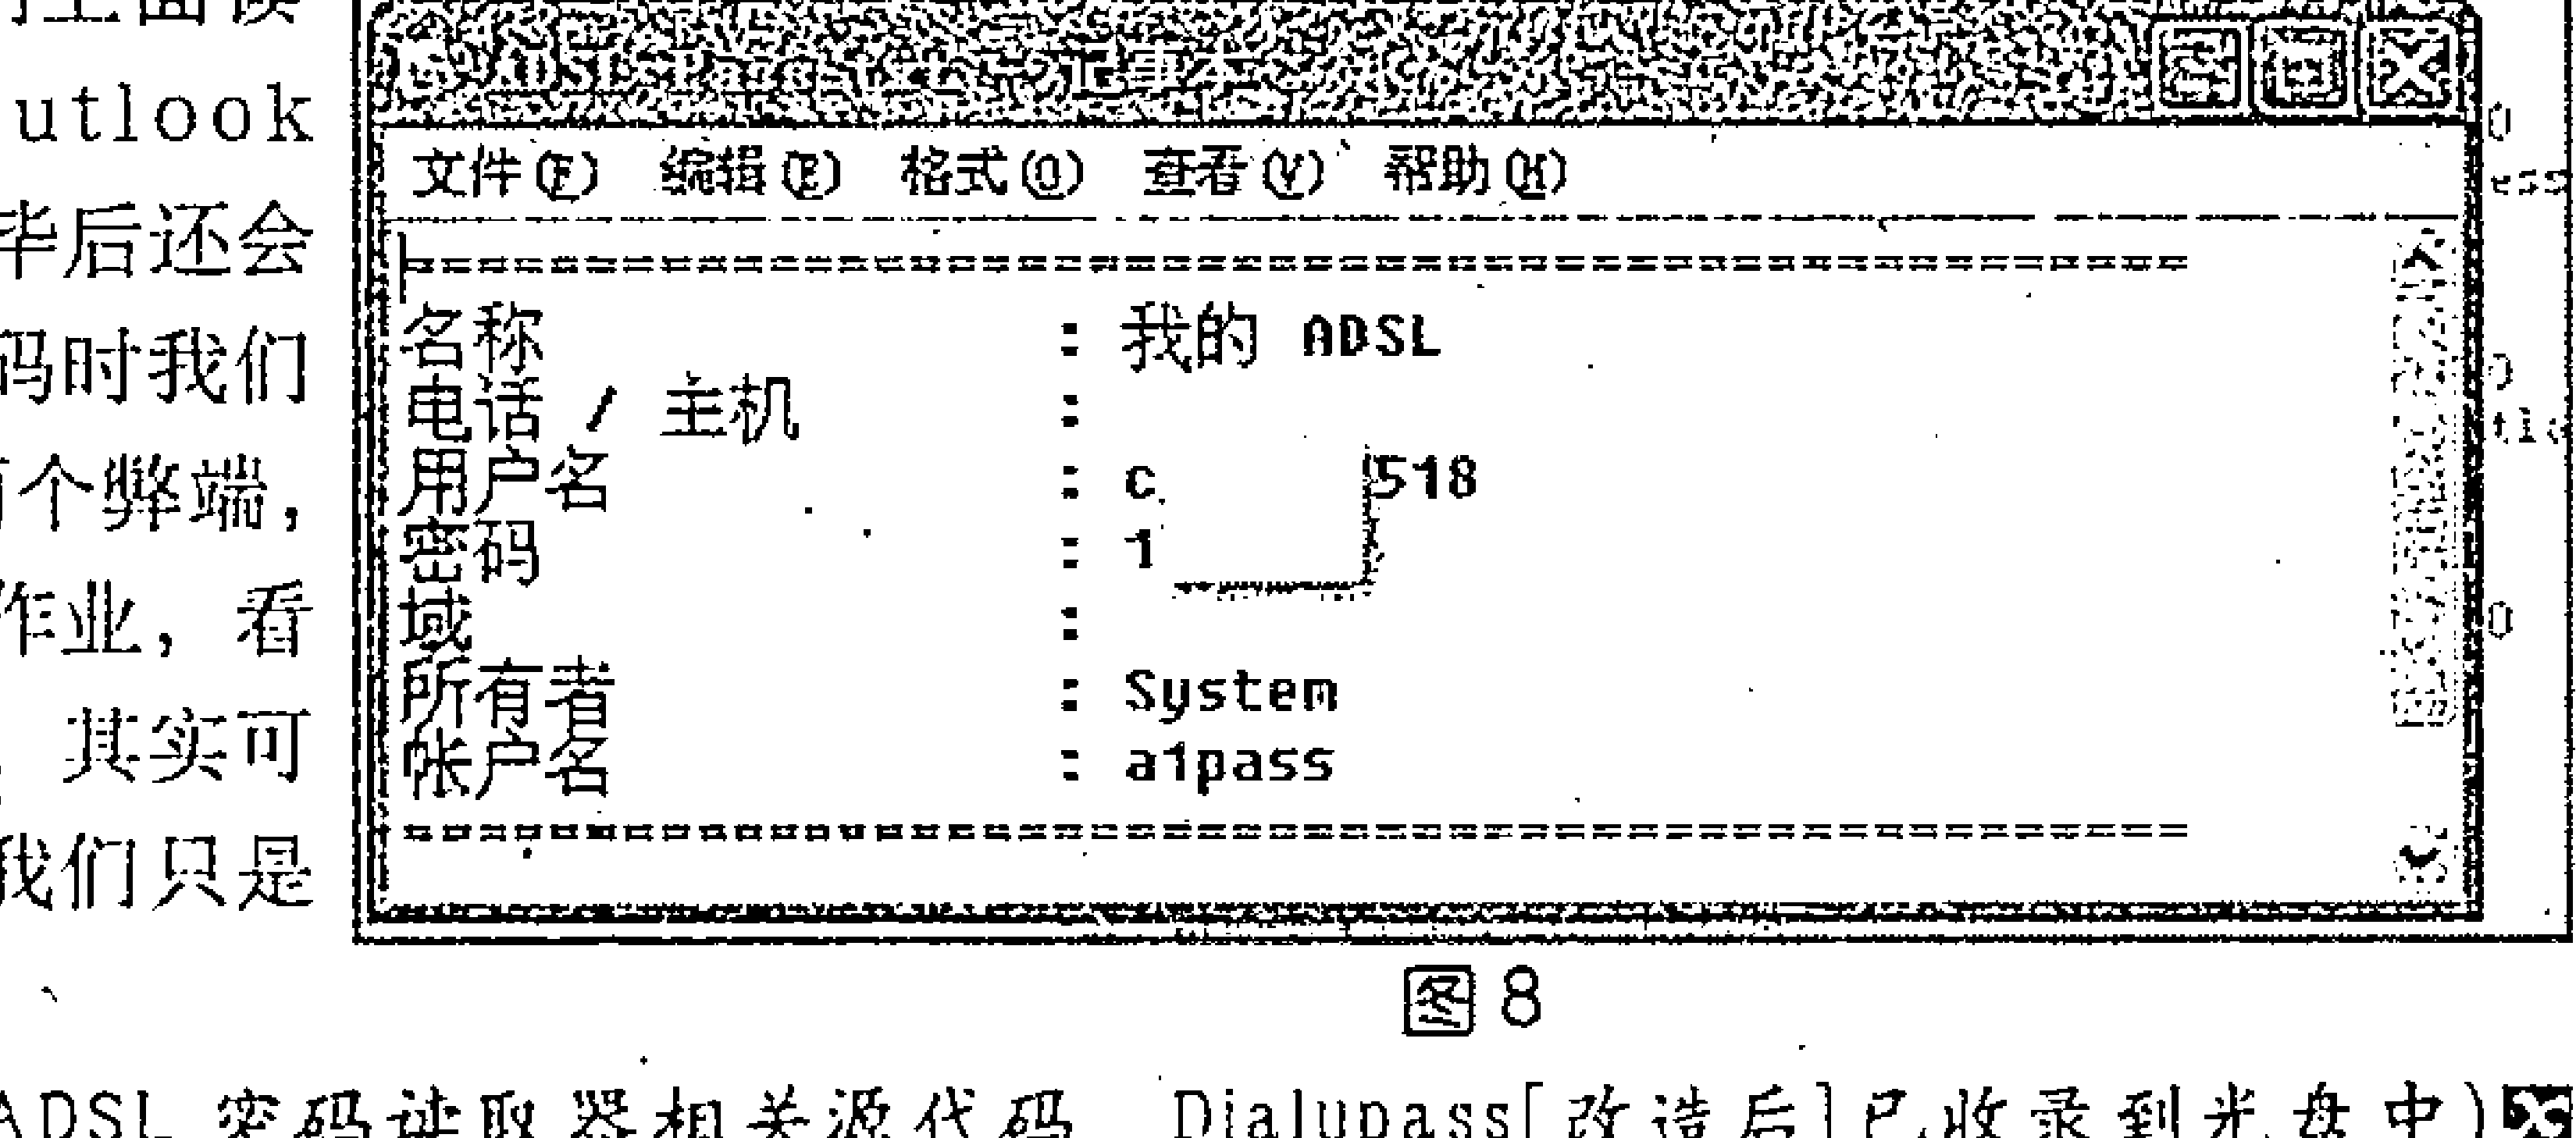 utlook
毕后还会
码时我们
个弊端，
作业，看
其实可
我们只是
记事本
文件(F) 编辑(E) 格式(O) 查看(V) 帮助(H)
==================================================
名称 : 我的 ADSL
电话 / 主机 :
用户名 : c 518
密码 : 1
域 :
所有者 : System
帐户名 : a1pass
==================================================
图8
ADSL 密码读取器相关源代码 Dialupass[改造后]已收录到光盘中)